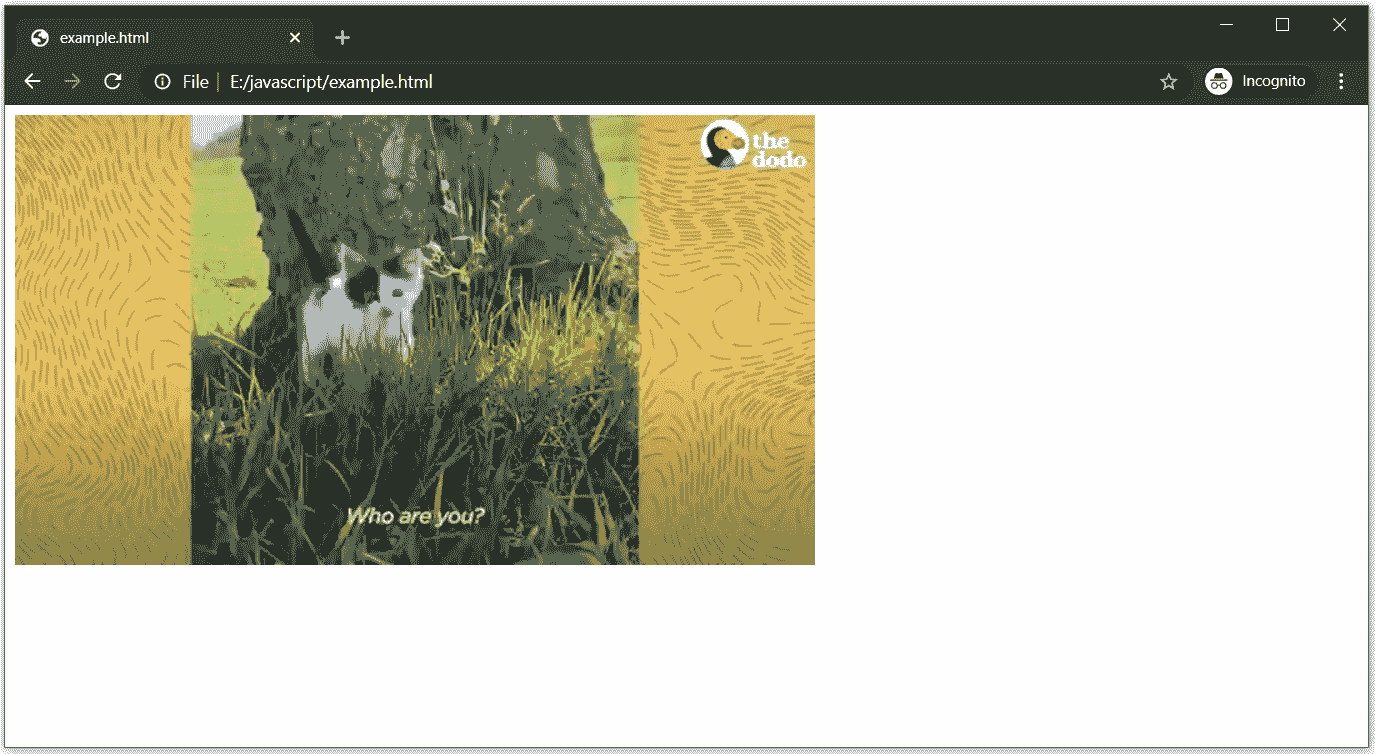 example.html
File
E:/javascript/example.html
Incognito
the
dodo
Who are you?